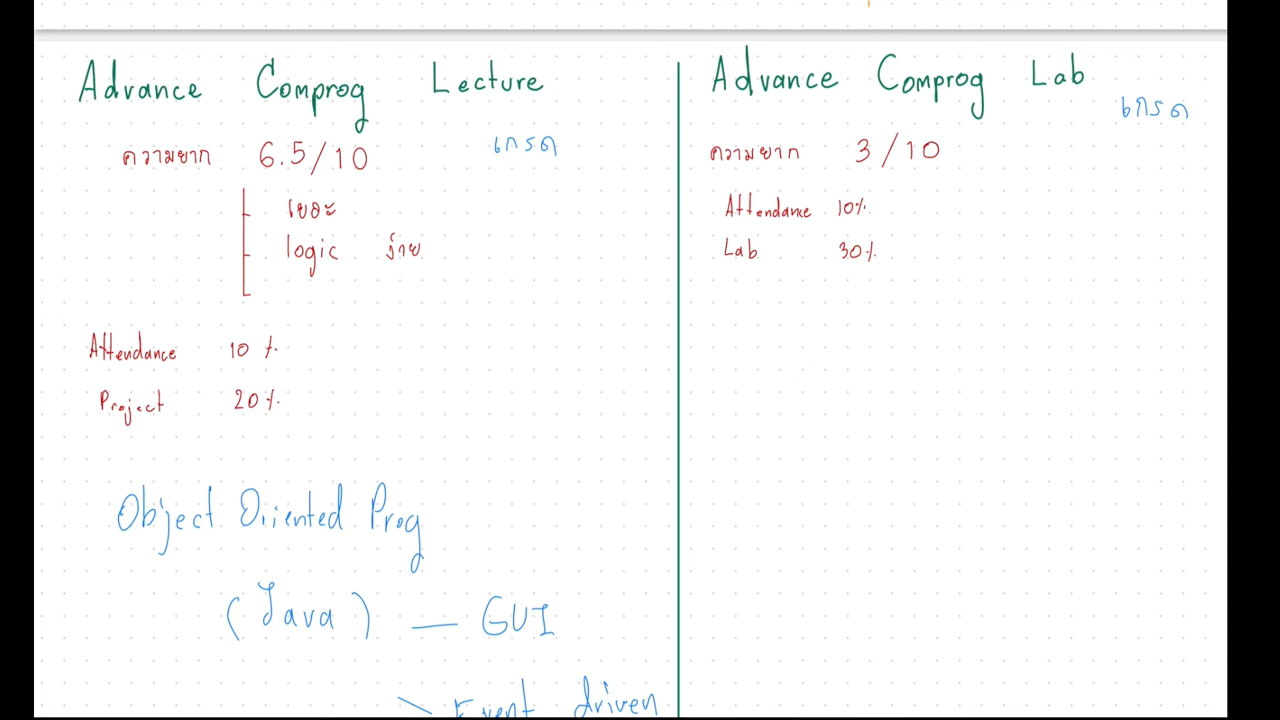 Advance Comprog Lecture
ความยาก 6.5/10 เกรด
เยอะ
logic ง่าย
Attendance 10 %
Project 20 %
Object Oriented Prog
(Java) — GUI
Event driven
Advance Comprog Lab
เกรด
ความยาก 3/10
Attendance 10%
Lab 30%